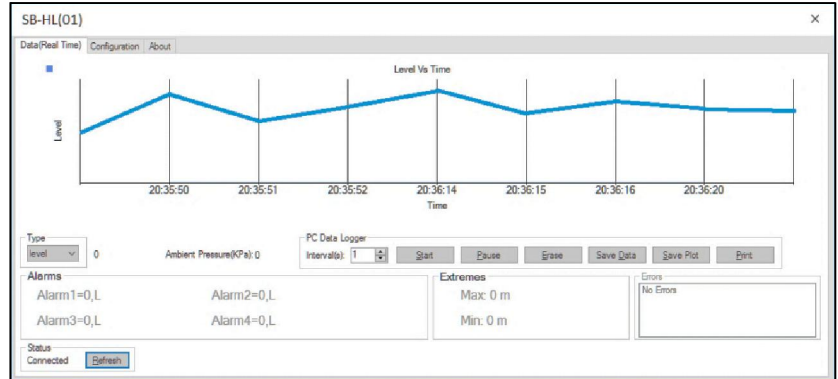 SB-HL(01)
Data(Real Time) Configuration About
Level Vs Time
Level
20:35:50 20:35:51 20:35:52 20:36:14 20:36:15 20:36:16 20:36:20
Time
Type
level 0 Ambient Pressure(KPa): 0
PC Data Logger
Interval(s): 1 Start Pause Erase Save Data Save Plot Print
Alarms
Alarm1=0,L Alarm2=0,L
Alarm3=0,L Alarm4=0,L
Extremes
Max: 0 m
Min: 0 m
Errors
No Errors
Status
Connected Refresh